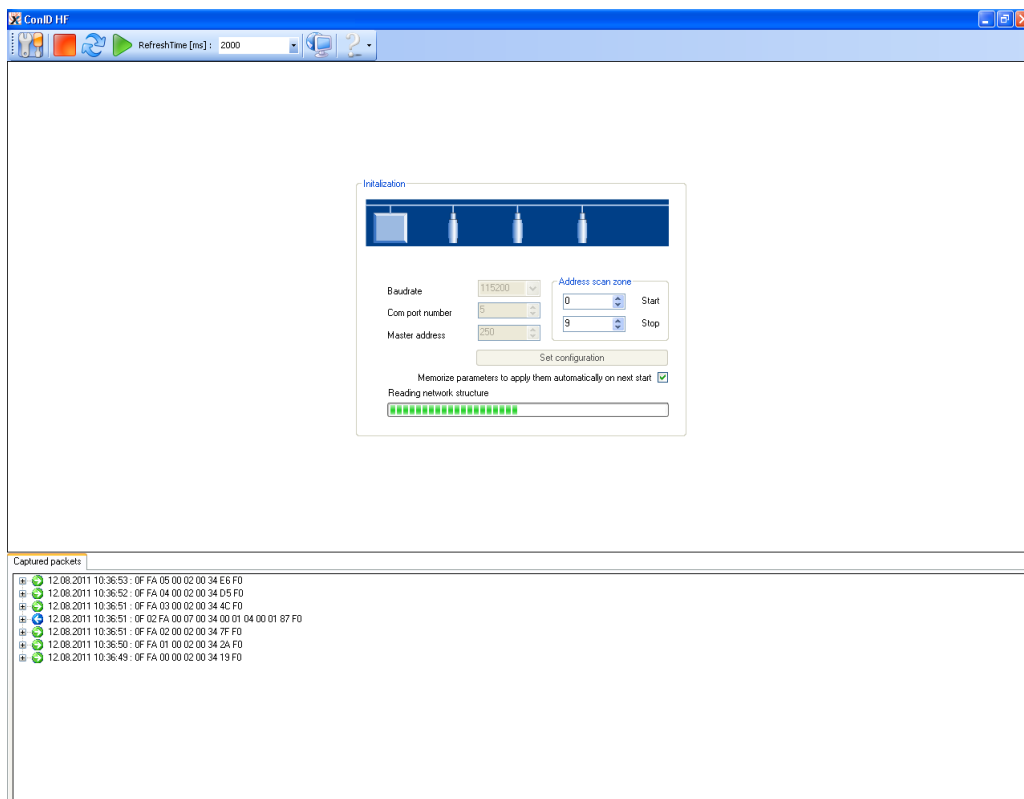 ConID HF
RefreshTime [ms] : 2000
Initalization
Baudrate 115200
Com port number 5
Master address 250
Address scan zone
0 Start
9 Stop
Set configuration
Memorize parameters to apply them automatically on next start
Reading network structure
Captured packets
12.08.2011 10:36:53 : 0F FA 05 00 02 00 34 E6 F0
12.08.2011 10:36:52 : 0F FA 04 00 02 00 34 D5 F0
12.08.2011 10:36:51 : 0F FA 03 00 02 00 34 4C F0
12.08.2011 10:36:51 : 0F 02 FA 00 07 00 34 00 01 04 00 01 87 F0
12.08.2011 10:36:51 : 0F FA 02 00 02 00 34 7F F0
12.08.2011 10:36:50 : 0F FA 01 00 02 00 34 2A F0
12.08.2011 10:36:49 : 0F FA 00 00 02 00 34 19 F0